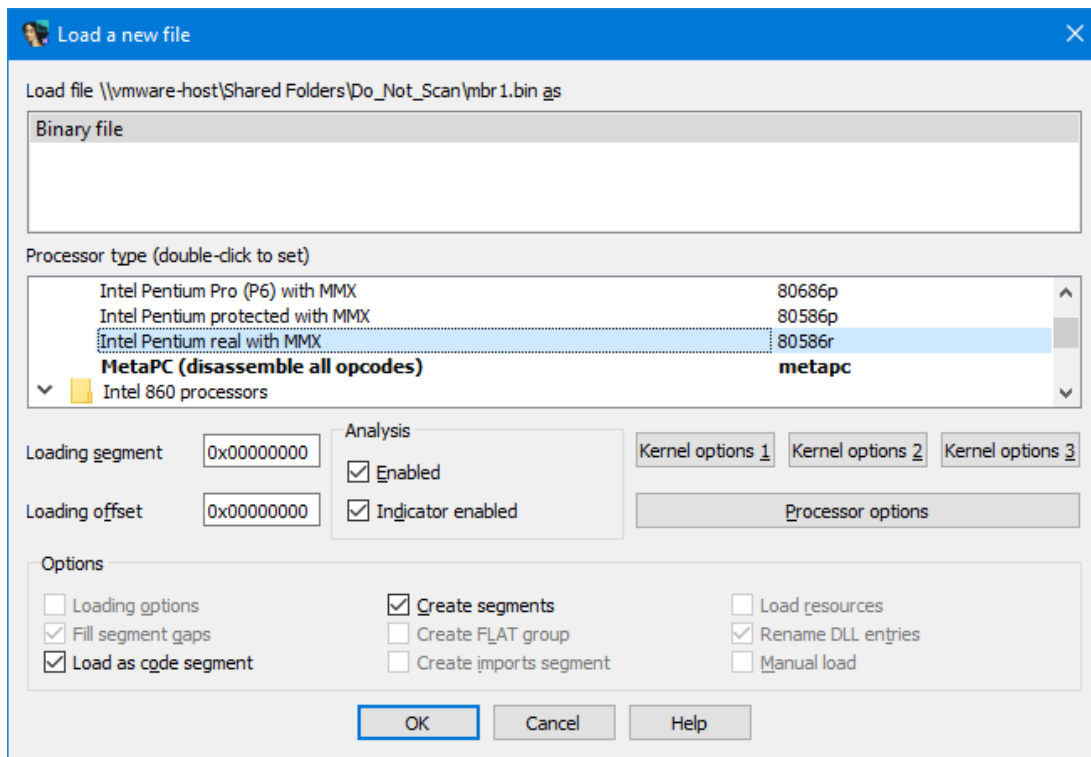 Load a new file
Load file \\vmware-host\Shared Folders\Do_Not_Scan\mbr1.bin as
Binary file
Processor type (double-click to set)
Intel Pentium Pro (P6) with MMX 80686p
Intel Pentium protected with MMX 80586p
Intel Pentium real with MMX 80586r
MetaPC (disassemble all opcodes) metapc
Intel 860 processors
Loading segment 0x00000000
Loading offset 0x00000000
Analysis
Enabled
Indicator enabled
Kernel options 1 Kernel options 2 Kernel options 3
Processor options
Options
Loading options Create segments Load resources
Fill segment gaps Create FLAT group Rename DLL entries
Load as code segment Create imports segment Manual load
OK Cancel Help